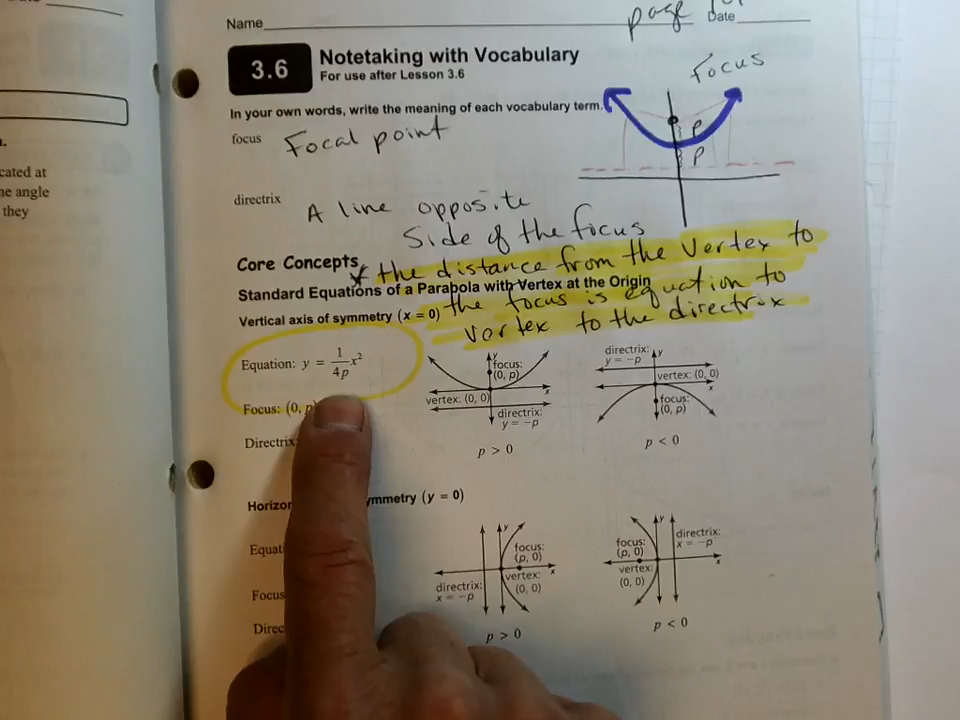 page
Name Date
3.6 Notetaking with Vocabulary
For use after Lesson 3.6
Focus
In your own words, write the meaning of each vocabulary term.
focus Focal point
P
P
directrix A line opposite
Side of the focus
Core Concepts
* the distance from the Vertex to
Standard Equations of a Parabola with Vertex at the Origin
the focus is equation to
Vertical axis of symmetry (x = 0)
Vertex to the directrix
Equation: y = 1/4p x²
focus: (0, p)
vertex: (0, 0)
directrix: y = −p
y
x
p > 0
directrix: y = −p
y
vertex: (0, 0)
x
focus: (0, p)
p < 0
Focus: (0, p
Directrix
Horizon mmetry (y = 0)
Equati
Focus
Direc
y
focus: (p, 0)
x
directrix: x = −p
vertex: (0, 0)
p > 0
y
directrix: x = −p
focus: (p, 0)
x
vertex: (0, 0)
p < 0
cated at
ne angle
they